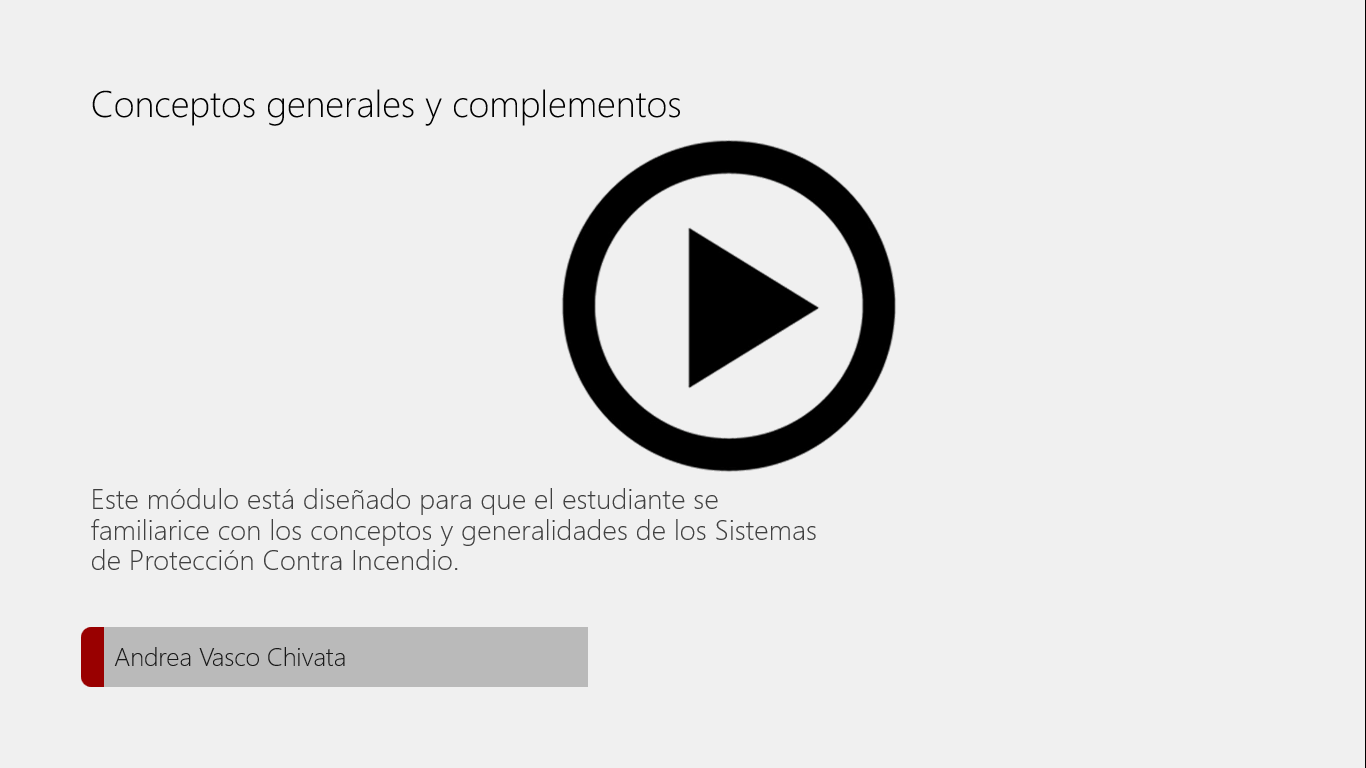 Conceptos generales y complementos
Este módulo está diseñado para que el estudiante se
familiarice con los conceptos y generalidades de los Sistemas
de Protección Contra Incendio.
Andrea Vasco Chivata